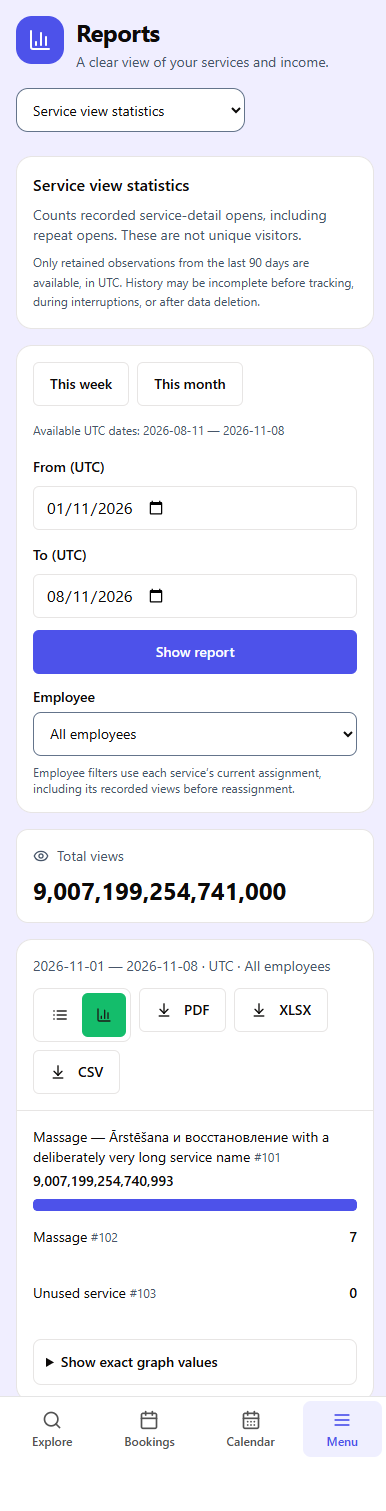 Reports
A clear view of your services and income.
Service view statistics
Service view statistics
Counts recorded service-detail opens, including
repeat opens. These are not unique visitors.
Only retained observations from the last 90 days are
available, in UTC. History may be incomplete before tracking,
during interruptions, or after data deletion.
This week
This month
Available UTC dates: 2026-08-11 — 2026-11-08
From (UTC)
01/11/2026
To (UTC)
08/11/2026
Show report
Employee
All employees
Employee filters use each service's current assignment,
including its recorded views before reassignment.
Total views
9,007,199,254,741,000
2026-11-01 — 2026-11-08 · UTC · All employees
PDF
XLSX
CSV
Massage — Ārstēšana и восстановление with a
deliberately very long service name #101
9,007,199,254,740,993
Massage #102 7
Unused service #103 0
Show exact graph values
Explore
Bookings
Calendar
Menu